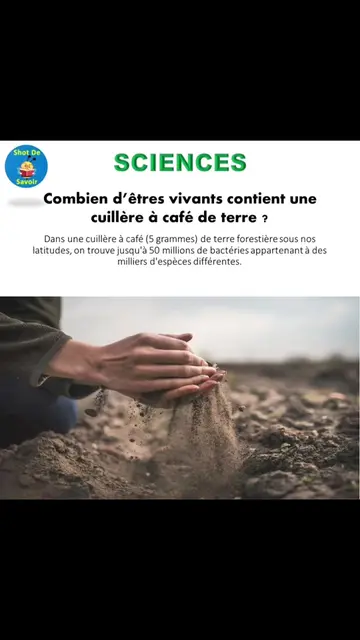 Shot De
Savoir
SCIENCES
Combien d'êtres vivants contient une
cuillère à café de terre ?
Dans une cuillère à café (5 grammes) de terre forestière sous nos
latitudes, on trouve jusqu'à 50 millions de bactéries appartenant à des
milliers d'espèces différentes.